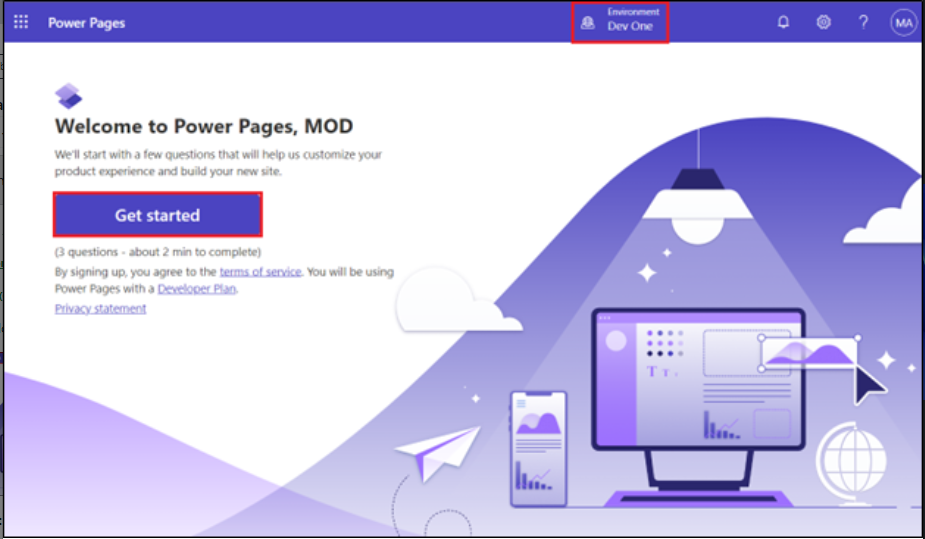 Power Pages
Environment
Dev One
?
MA
Welcome to Power Pages, MOD
We'll start with a few questions that will help us customize your
product experience and build your new site.
Get started
(3 questions - about 2 min to complete)
By signing up, you agree to the terms of service. You will be using
Power Pages with a Developer Plan.
Privacy statement
T T T